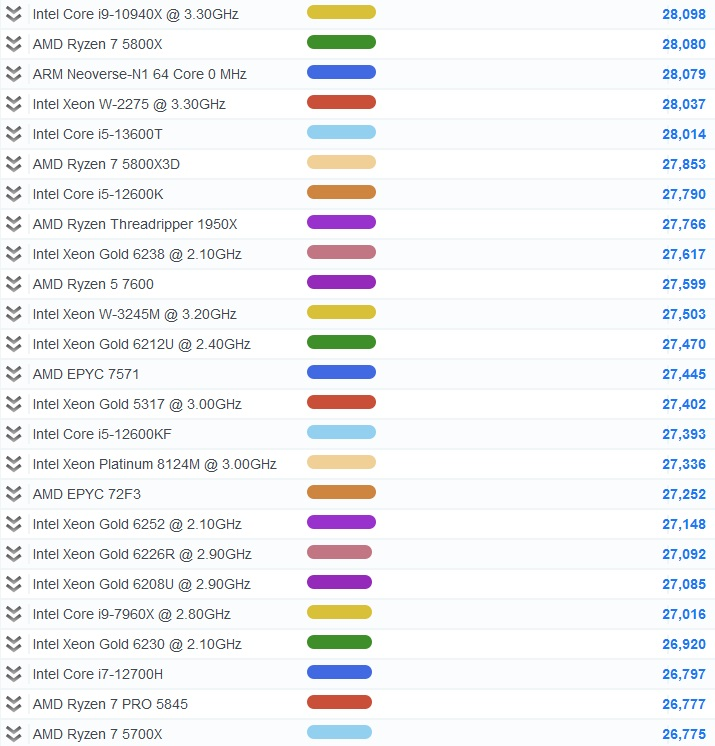 Intel Core i9-10940X @ 3.30GHz 28,098
AMD Ryzen 7 5800X 28,080
ARM Neoverse-N1 64 Core 0 MHz 28,079
Intel Xeon W-2275 @ 3.30GHz 28,037
Intel Core i5-13600T 28,014
AMD Ryzen 7 5800X3D 27,853
Intel Core i5-12600K 27,790
AMD Ryzen Threadripper 1950X 27,766
Intel Xeon Gold 6238 @ 2.10GHz 27,617
AMD Ryzen 5 7600 27,599
Intel Xeon W-3245M @ 3.20GHz 27,503
Intel Xeon Gold 6212U @ 2.40GHz 27,470
AMD EPYC 7571 27,445
Intel Xeon Gold 5317 @ 3.00GHz 27,402
Intel Core i5-12600KF 27,393
Intel Xeon Platinum 8124M @ 3.00GHz 27,336
AMD EPYC 72F3 27,252
Intel Xeon Gold 6252 @ 2.10GHz 27,148
Intel Xeon Gold 6226R @ 2.90GHz 27,092
Intel Xeon Gold 6208U @ 2.90GHz 27,085
Intel Core i9-7960X @ 2.80GHz 27,016
Intel Xeon Gold 6230 @ 2.10GHz 26,920
Intel Core i7-12700H 26,797
AMD Ryzen 7 PRO 5845 26,777
AMD Ryzen 7 5700X 26,775